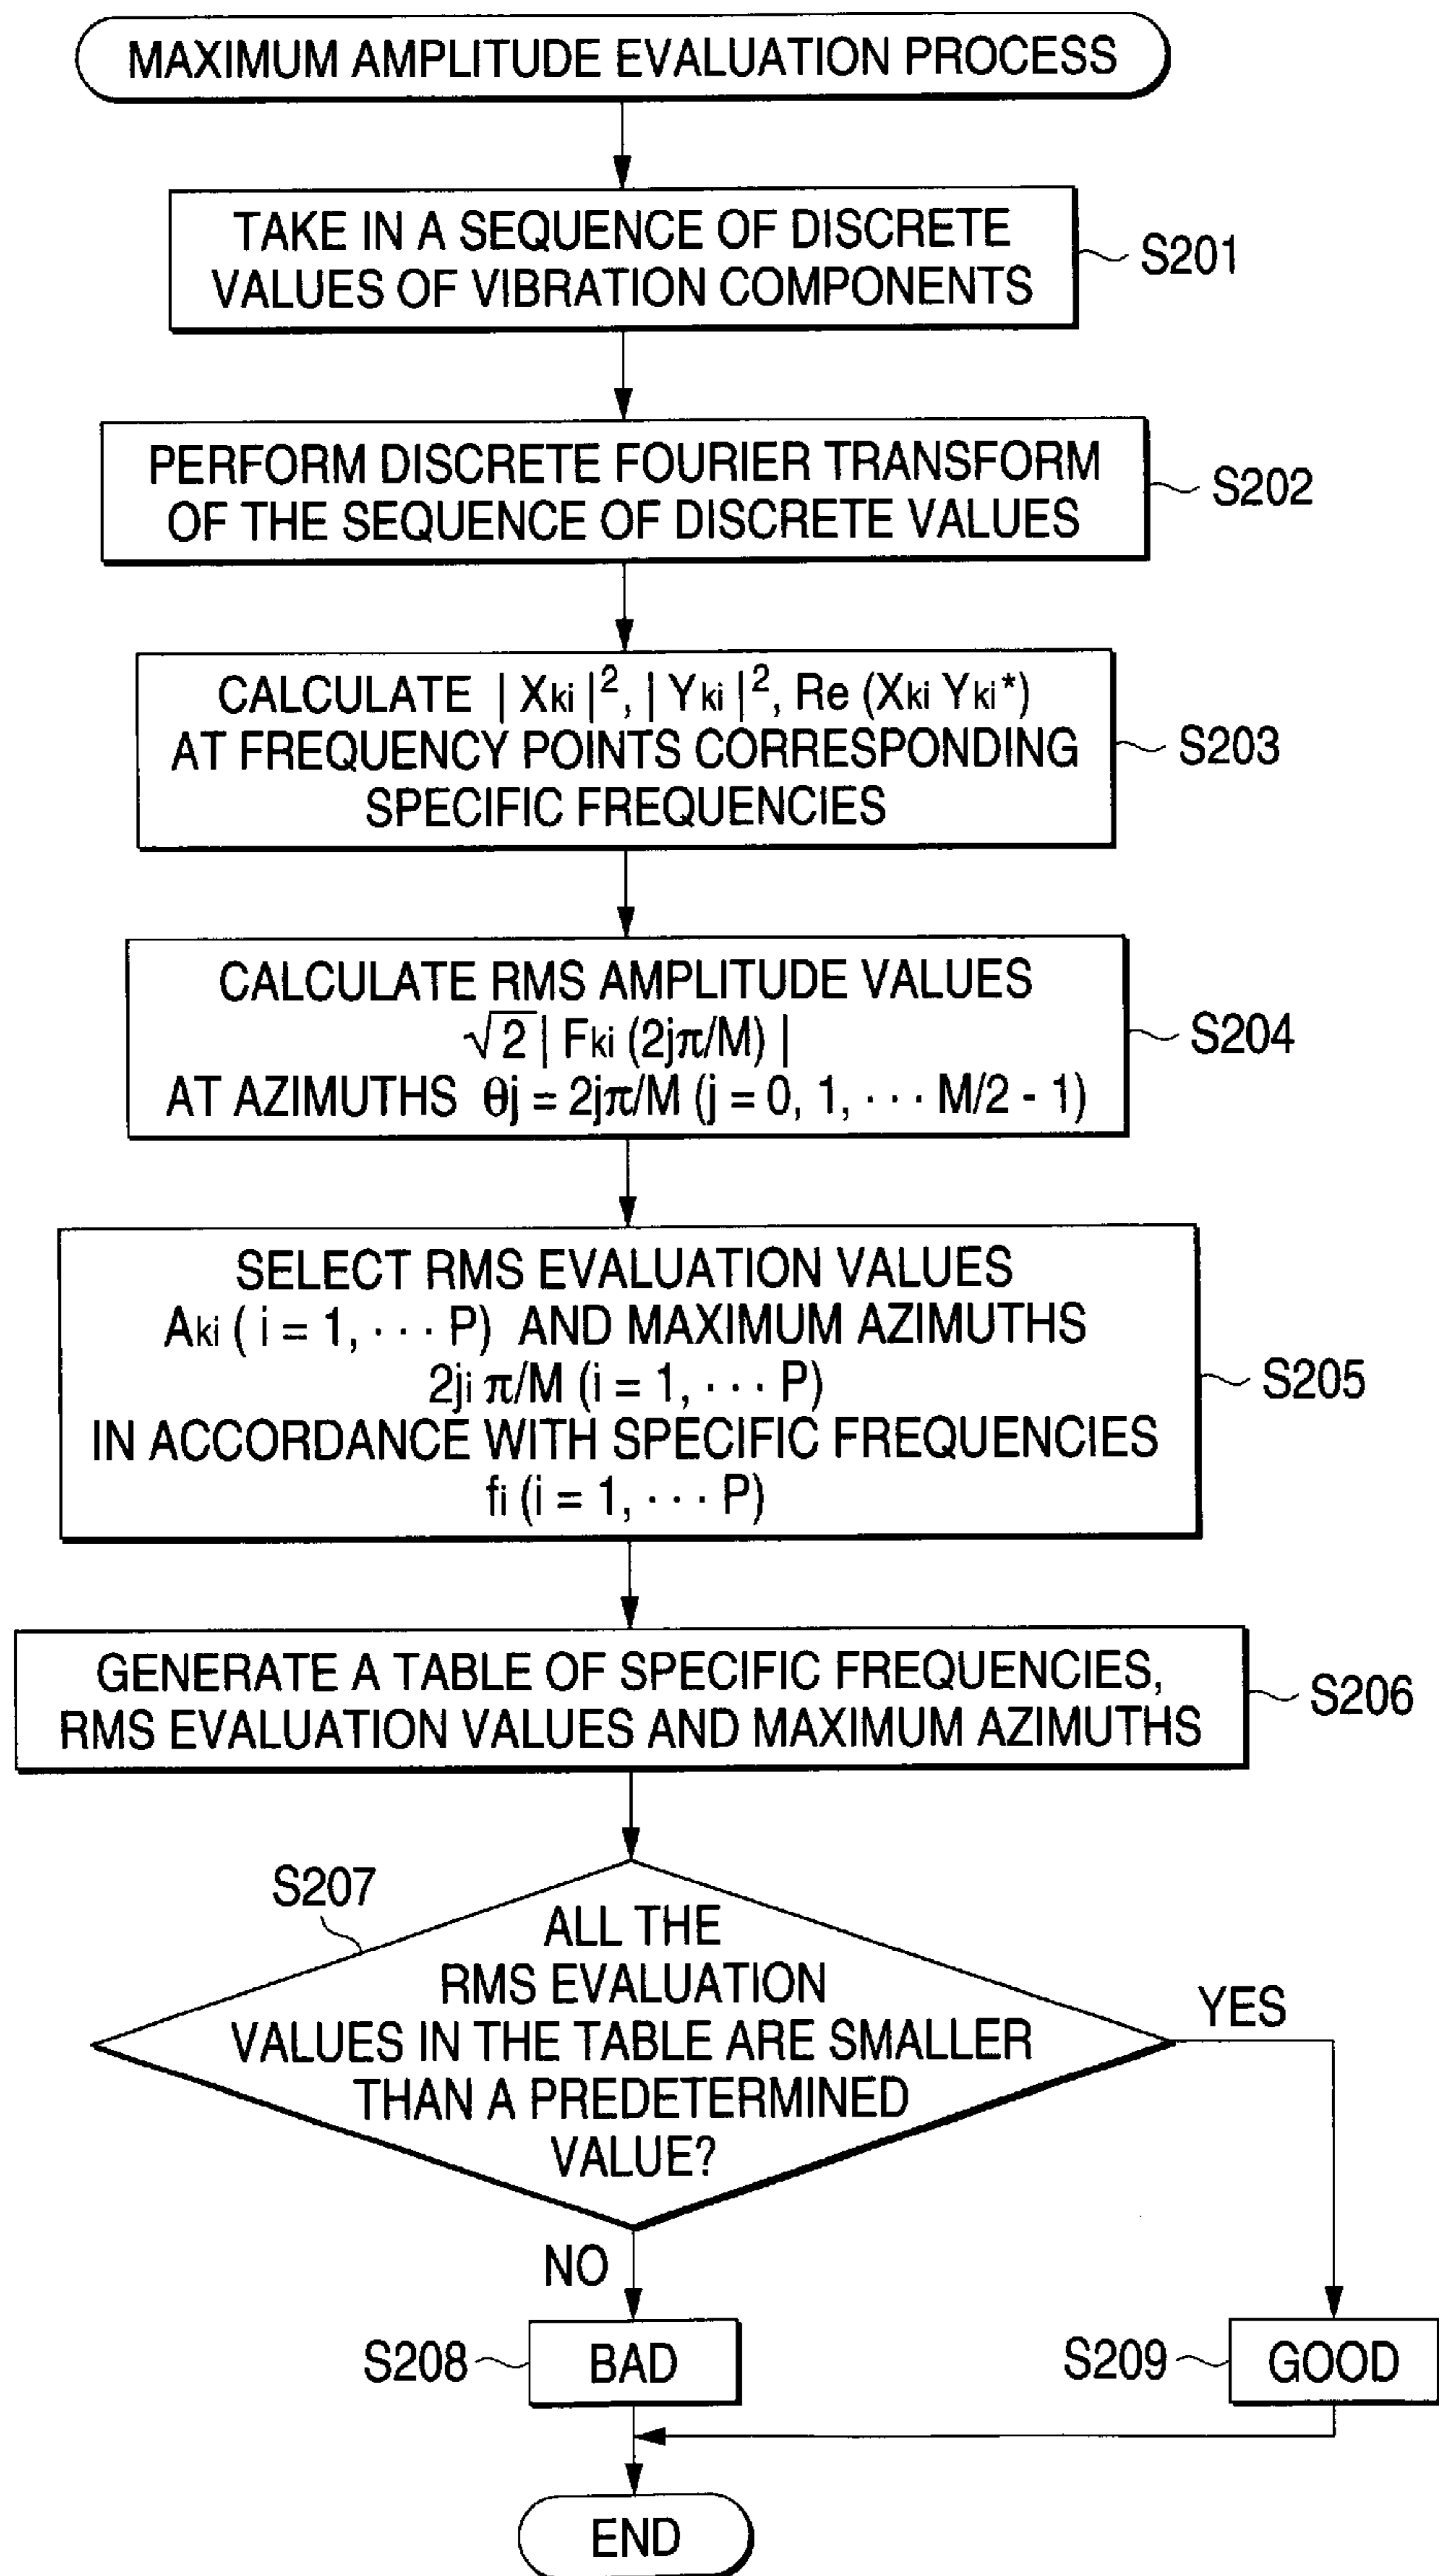 MAXIMUM AMPLITUDE EVALUATION PROCESS
TAKE IN A SEQUENCE OF DISCRETE
VALUES OF VIBRATION COMPONENTS
S201
PERFORM DISCRETE FOURIER TRANSFORM
OF THE SEQUENCE OF DISCRETE VALUES
S202
CALCULATE | Xki |², | Yki |², Re (Xki Yki*)
AT FREQUENCY POINTS CORRESPONDING
SPECIFIC FREQUENCIES
S203
CALCULATE RMS AMPLITUDE VALUES
√2 | Fki (2jπ/M) |
AT AZIMUTHS θj = 2jπ/M (j = 0, 1, ··· M/2 - 1)
S204
SELECT RMS EVALUATION VALUES
Aki ( i = 1, ··· P) AND MAXIMUM AZIMUTHS
2ji π/M (i = 1, ··· P)
IN ACCORDANCE WITH SPECIFIC FREQUENCIES
fi (i = 1, ··· P)
S205
GENERATE A TABLE OF SPECIFIC FREQUENCIES,
RMS EVALUATION VALUES AND MAXIMUM AZIMUTHS
S206
S207
ALL THE
RMS EVALUATION
VALUES IN THE TABLE ARE SMALLER
THAN A PREDETERMINED
VALUE?
YES
NO
S208
BAD
S209
GOOD
END